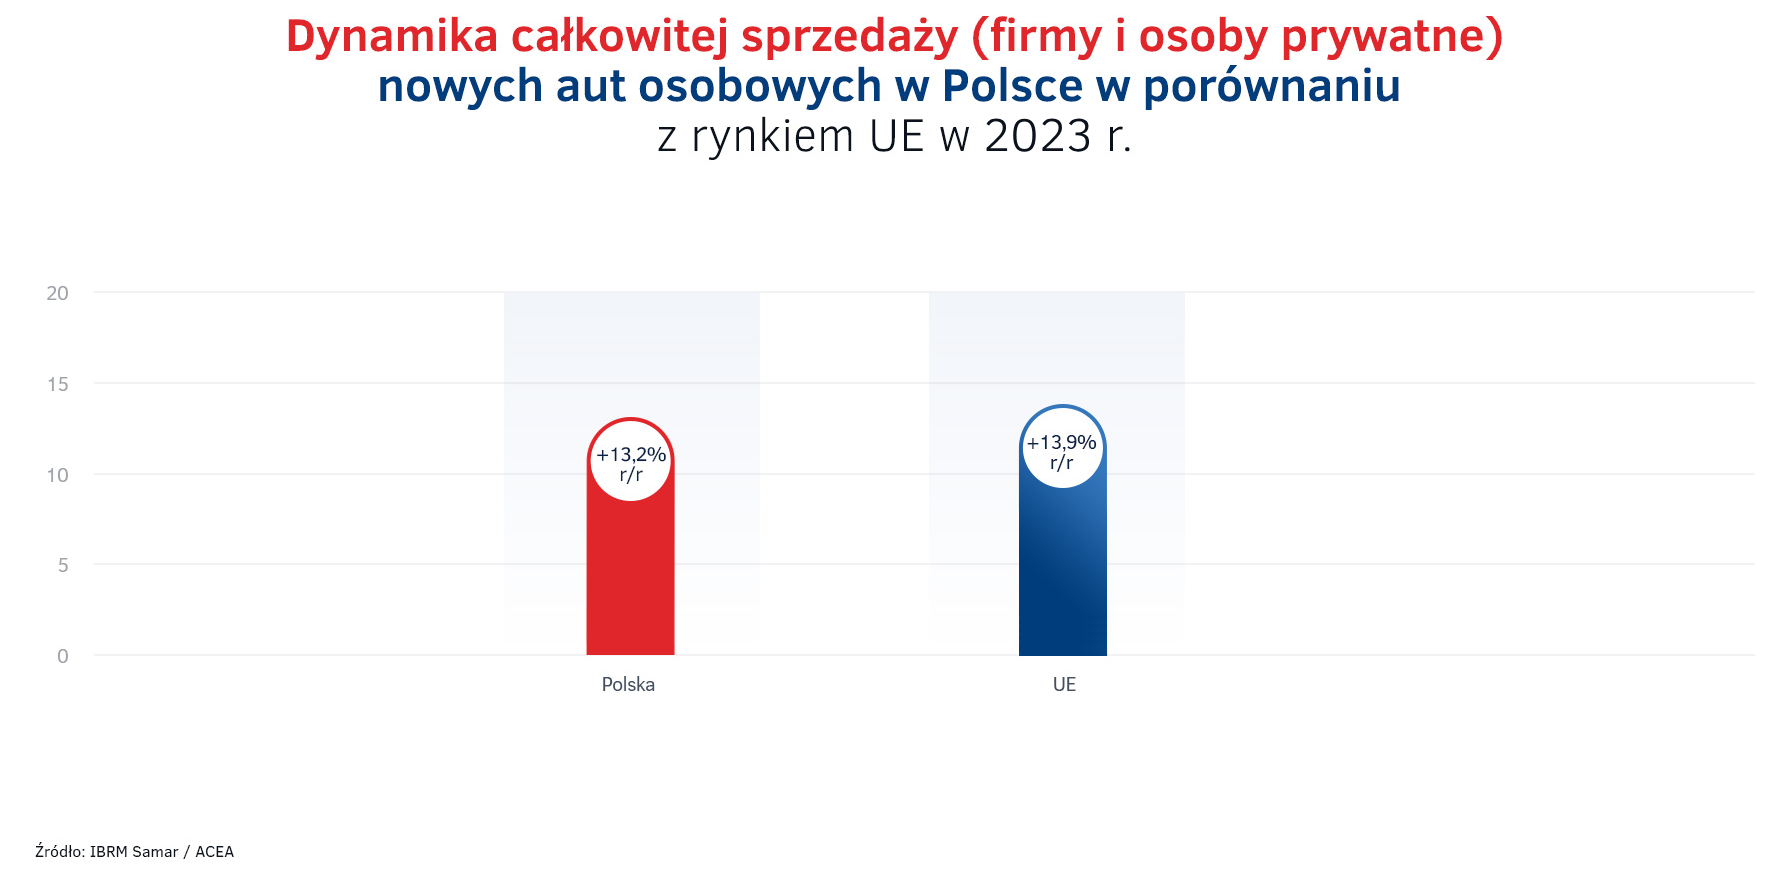 Dynamika całkowitej sprzedaży (firmy i osoby prywatne)
nowych aut osobowych w Polsce w porównaniu
z rynkiem UE w 2023 r.
20
15
10
5
0
+13,2%
r/r
+13,9%
r/r
Polska
UE
Źródło: IBRM Samar / ACEA